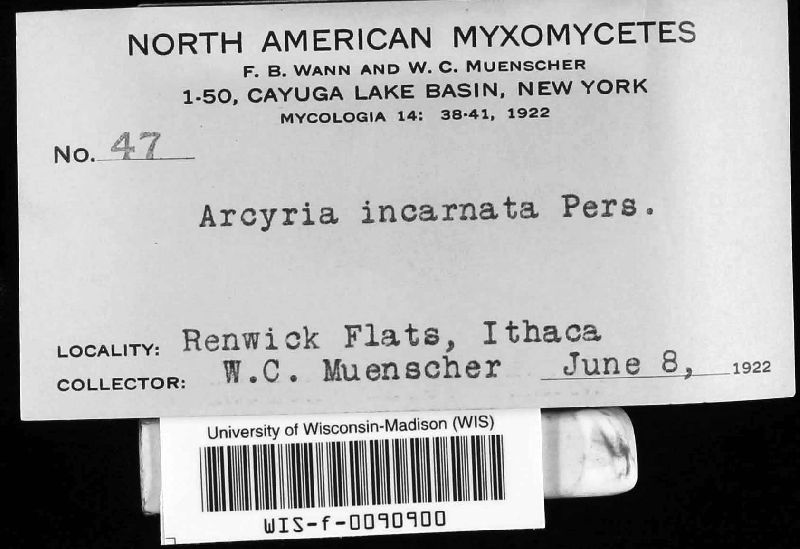 NORTH AMERICAN MYXOMYCETES
F. B. WANN AND W. C. MUENSCHER
1-50, CAYUGA LAKE BASIN, NEW YORK
MYCOLOGIA 14: 38-41, 1922
No. 47
Arcyria incarnata Pers.
LOCALITY: Renwick Flats, Ithaca
COLLECTOR: W.C. Muenscher June 8, 1922
University of Wisconsin-Madison (WIS)
WIS-f-0090900